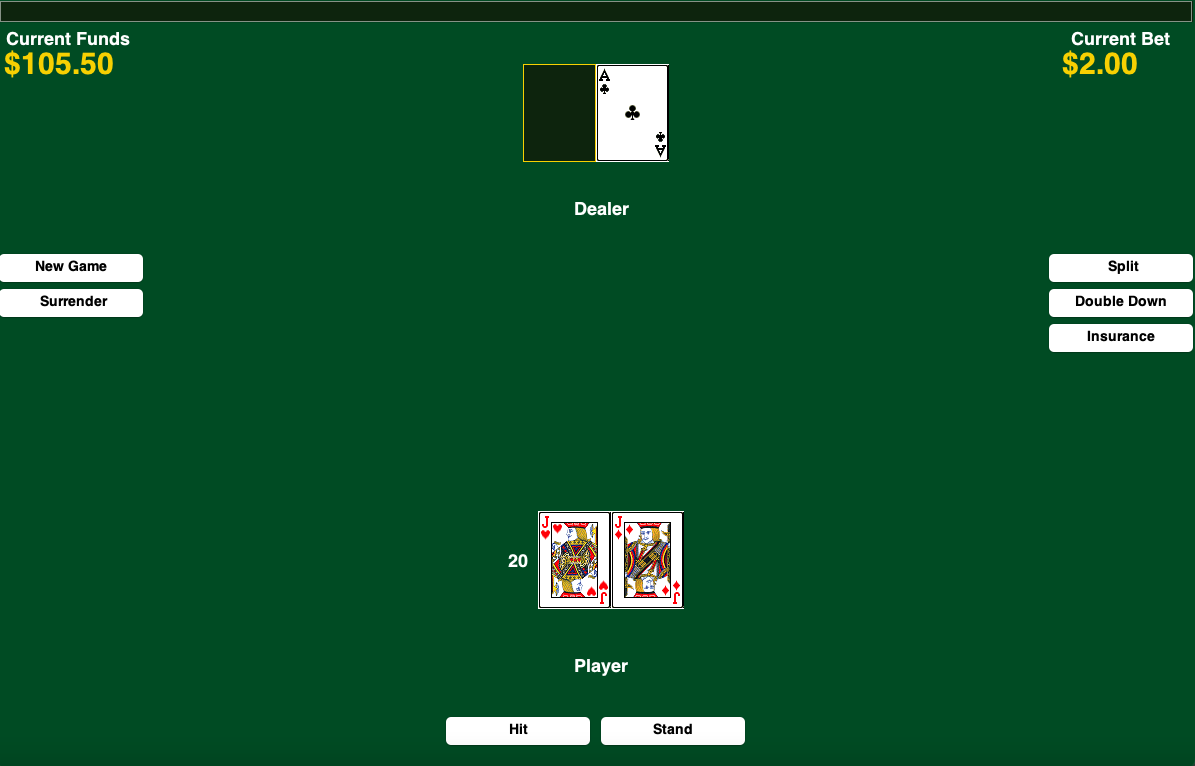 Current Funds
$105.50
Current Bet
$2.00
A
A
Dealer
New Game
Surrender
Split
Double Down
Insurance
20
J
J
J
J
Player
Hit
Stand